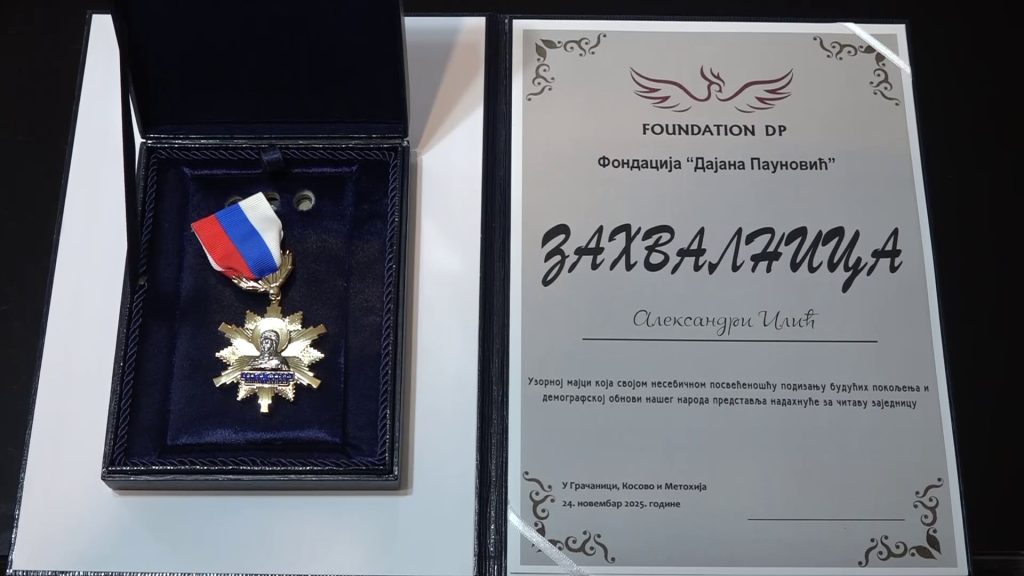 FOUNDATION DP
Фондација “Дајана Пауновић”
ЗАХВАЛНИЦА
Александри Илић
Узорној мајци која својом несебичном посвећеношћу подизању будућих покољења и
демографској обнови нашег народа представља надахнуће за читаву заједницу
У Грачаници, Косово и Метохија
24. новембар 2025. године